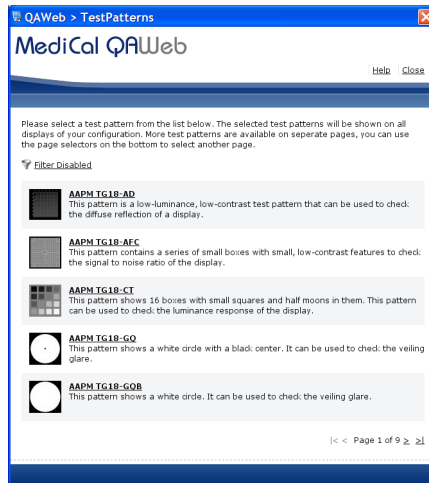 QAWeb > TestPatterns
MediCal QAWeb
Help Close
Please select a test pattern from the list below. The selected test patterns will be shown on all
displays of your configuration. More test patterns are available on seperate pages, you can use
the page selectors on the bottom to select another page.
Filter Disabled
AAPM TG18-AD
This pattern is a low-luminance, low-contrast test pattern that can be used to check
the diffuse reflection of a display.
AAPM TG18-AFC
This pattern contains a series of small boxes with small, low-contrast features to check
the signal to noise ratio of the display.
AAPM TG18-CT
This pattern shows 16 boxes with small squares and half moons in them. This pattern
can be used to check the luminance response of the display.
AAPM TG18-GQ
This pattern shows a white circle with a black center. It can be used to check the veiling
glare.
AAPM TG18-GQB
This pattern shows a white circle. It can be used to check the veiling glare.
|< < Page 1 of 9 > >|